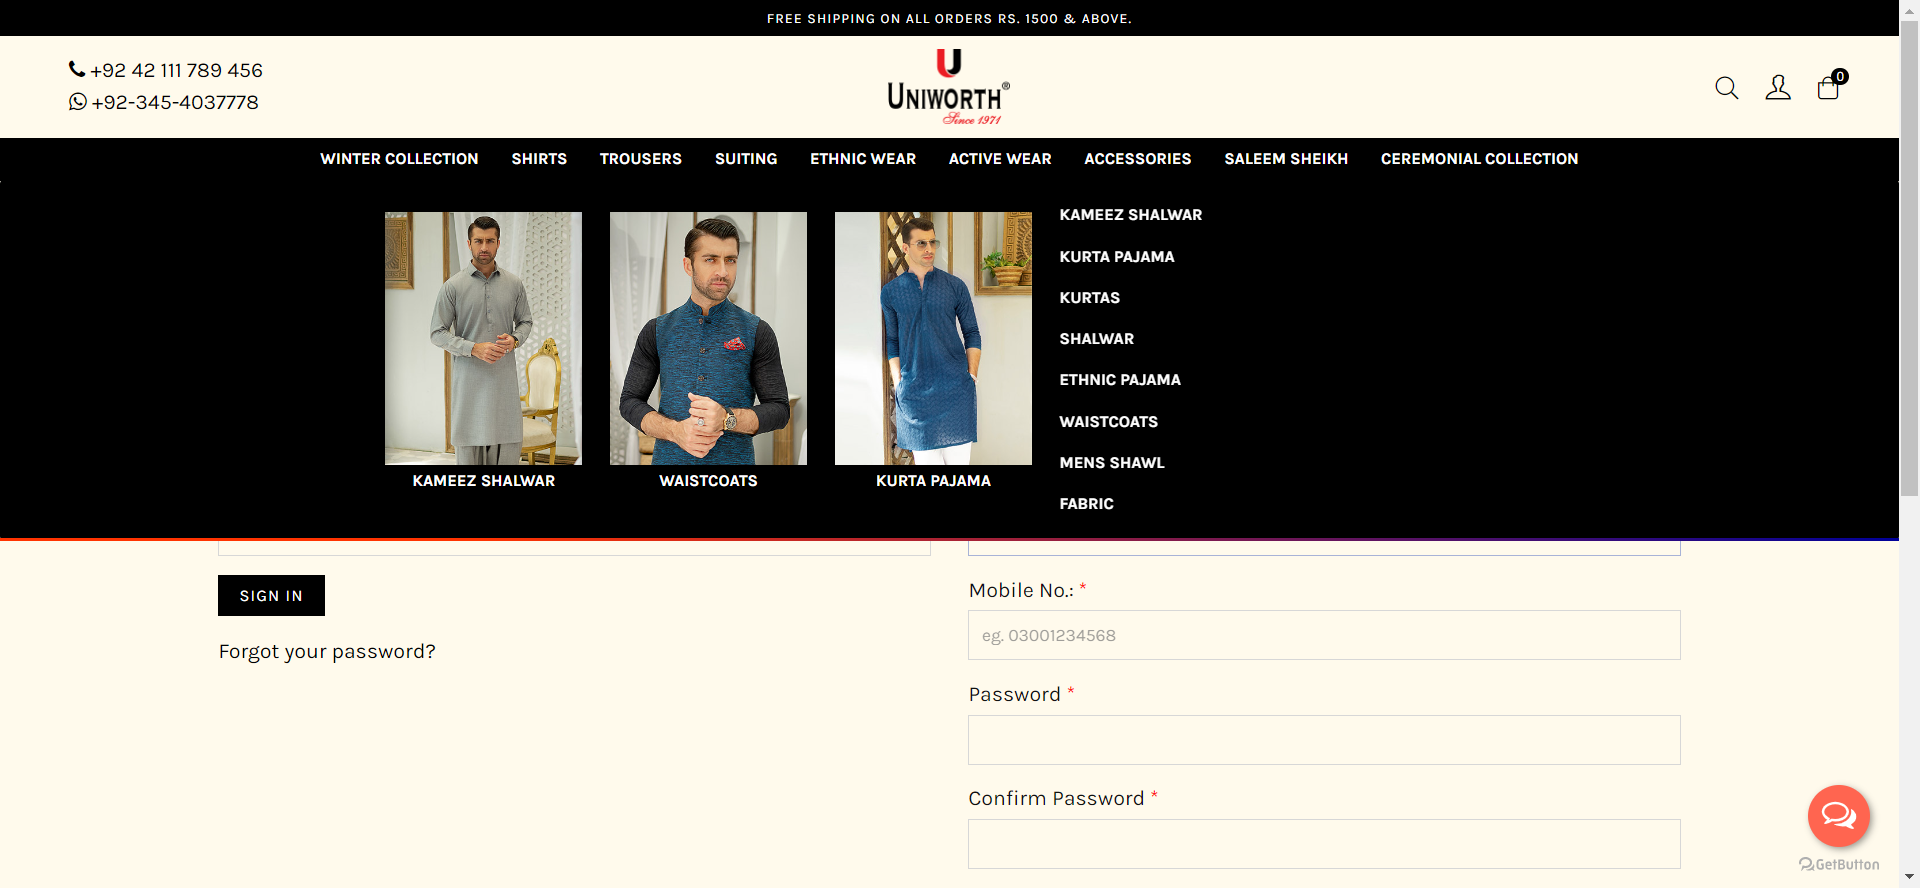 FREE SHIPPING ON ALL ORDERS RS. 1500 & ABOVE.
+92 42 111 789 456
+92-345-4037778
U
UNIWORTH®
Since 1971
0
WINTER COLLECTION SHIRTS TROUSERS SUITING ETHNIC WEAR ACTIVE WEAR ACCESSORIES SALEEM SHEIKH CEREMONIAL COLLECTION
KAMEEZ SHALWAR
WAISTCOATS
KURTA PAJAMA
KAMEEZ SHALWAR
KURTA PAJAMA
KURTAS
SHALWAR
ETHNIC PAJAMA
WAISTCOATS
MENS SHAWL
FABRIC
SIGN IN
Forgot your password?
Mobile No.: *
eg. 03001234568
Password *
Confirm Password *
GetButton